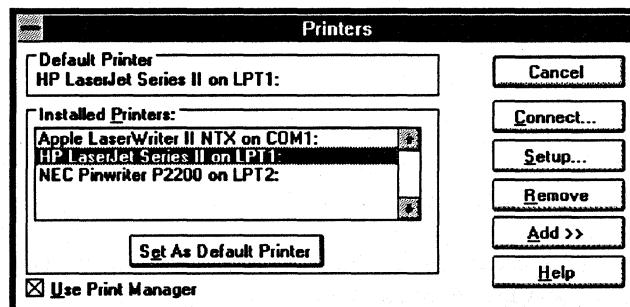 Printers
Default Printer
HP LaserJet Series II on LPT1:
Installed Printers:
Apple LaserWriter II NTX on COM1:
HP LaserJet Series II on LPT1:
NEC Pinwriter P2200 on LPT2:
Set As Default Printer
Use Print Manager
Cancel
Connect...
Setup...
Remove
Add >>
Help